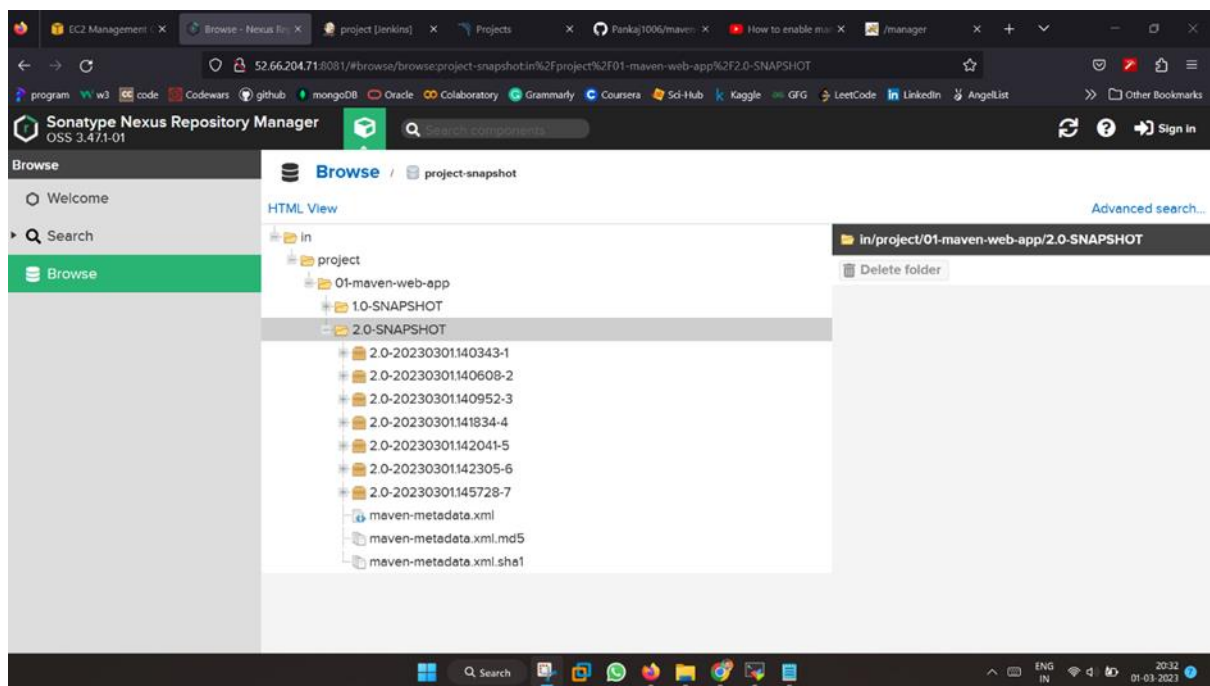 EC2 Management C
Browse - Nexus Rep
project [Jenkins]
Projects
Pankaj1006/maven
How to enable ma
/manager
52.66.204.71:8081/#browse/browse:project-snapshot:in%2Fproject%2F01-maven-web-app%2F2.0-SNAPSHOT
program w3 code Codewars github mongoDB Oracle Colaboratory Grammarly Coursera Sci-Hub Kaggle GFG LeetCode LinkedIn AngelList Other Bookmarks
Sonatype Nexus Repository Manager
OSS 3.47.1-01
Search components
Sign in
Browse
Welcome
Search
Browse
Browse / project-snapshot
HTML View
Advanced search...
in
project
01-maven-web-app
1.0-SNAPSHOT
2.0-SNAPSHOT
2.0-20230301.140343-1
2.0-20230301.140608-2
2.0-20230301.140952-3
2.0-20230301.141834-4
2.0-20230301.142041-5
2.0-20230301.142305-6
2.0-20230301.145728-7
maven-metadata.xml
maven-metadata.xml.md5
maven-metadata.xml.sha1
in/project/01-maven-web-app/2.0-SNAPSHOT
Delete folder
Search
ENG
IN
20:32
01-03-2023